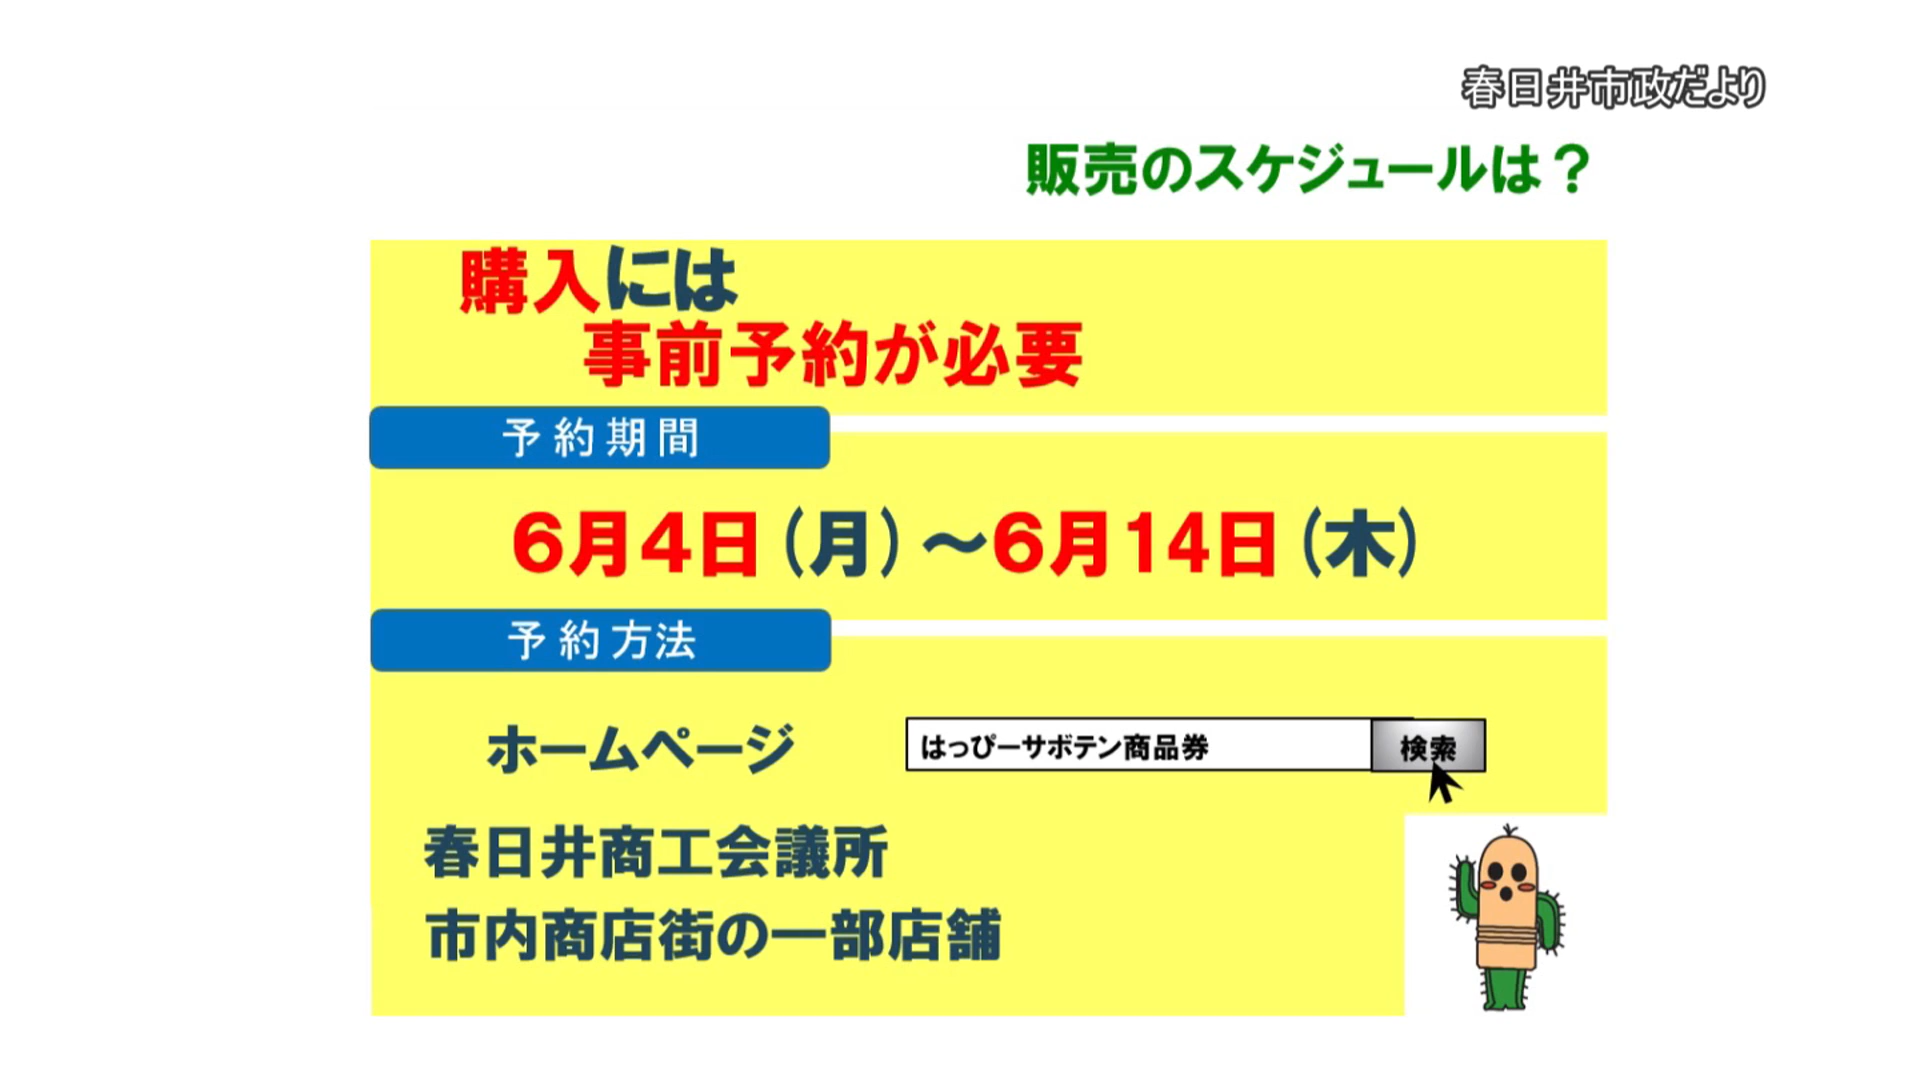 春日井市政だより
販売のスケジュールは？
購入には
事前予約が必要
予約期間
６月４日（月）～６月１４日（木）
予約方法
ホームページ
はっぴーサボテン商品券 検索
春日井商工会議所
市内商店街の一部店舗